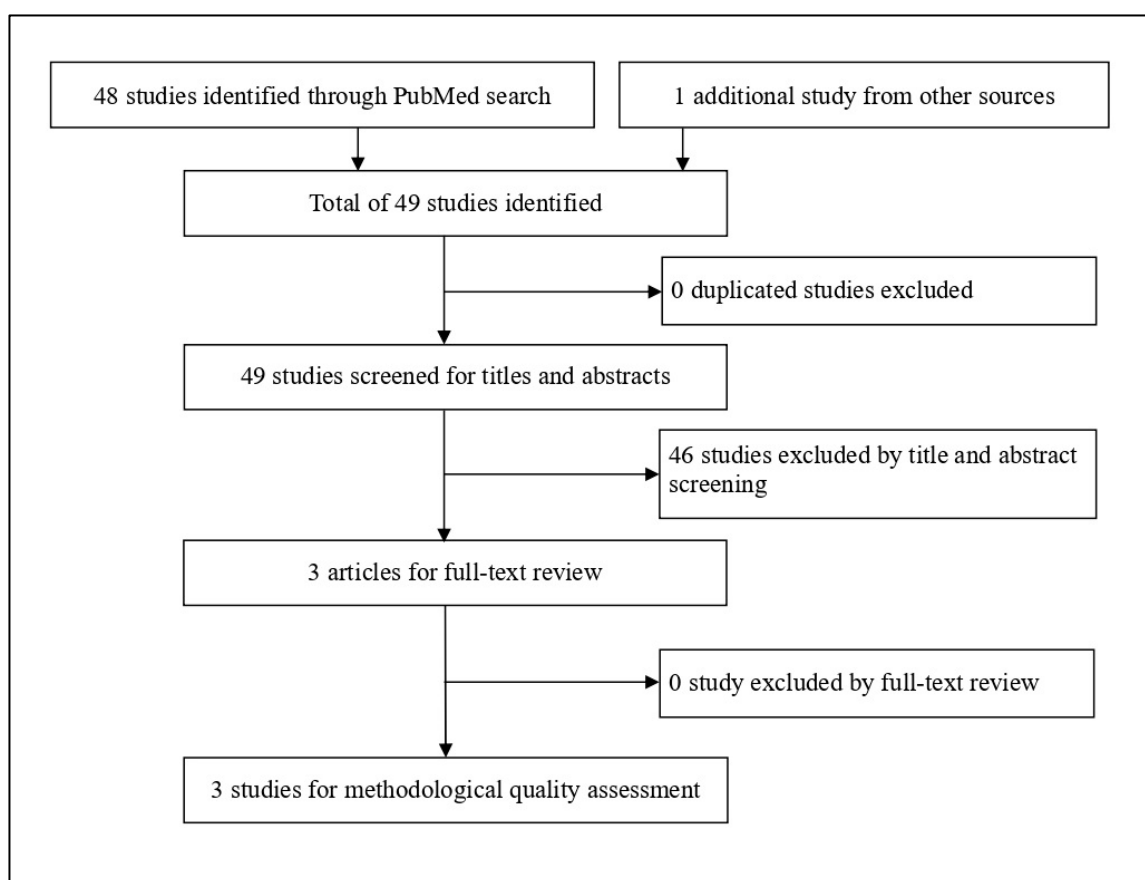 48 studies identified through PubMed search
1 additional study from other sources
Total of 49 studies identified
0 duplicated studies excluded
49 studies screened for titles and abstracts
46 studies excluded by title and abstract
screening
3 articles for full-text review
0 study excluded by full-text review
3 studies for methodological quality assessment